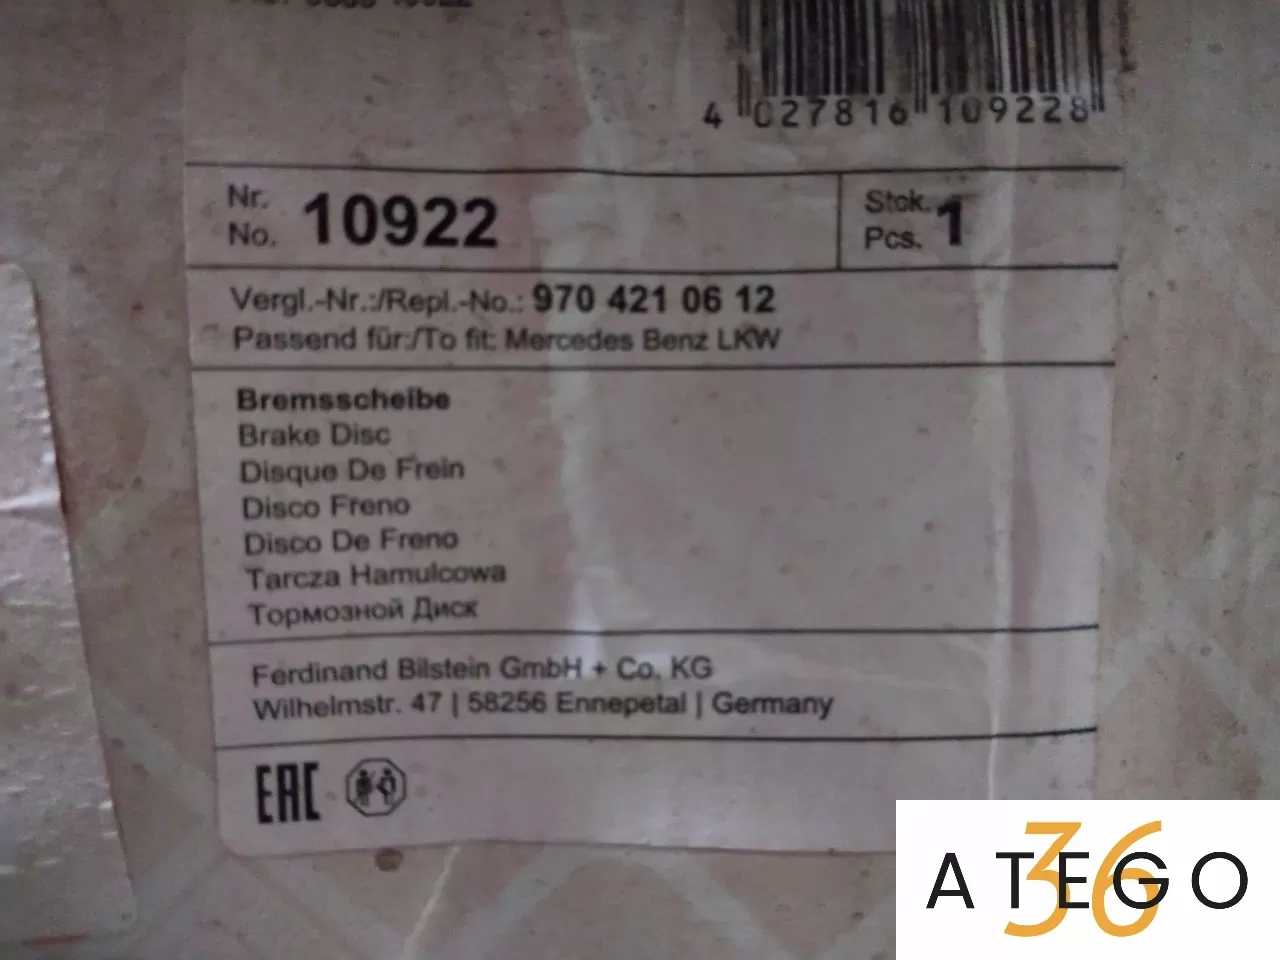 4 027816 109228
Nr.
No. 10922
Stck.
Pcs. 1
Vergl.-Nr.:/Repl.-No.: 970 421 06 12
Passend für:/To fit: Mercedes Benz LKW
Bremsscheibe
Brake Disc
Disque De Frein
Disco Freno
Disco De Freno
Tarcza Hamulcowa
Тормозной Диск
Ferdinand Bilstein GmbH + Co. KG
Wilhelmstr. 47 | 58256 Ennepetal | Germany
EAC
ATEGO
36